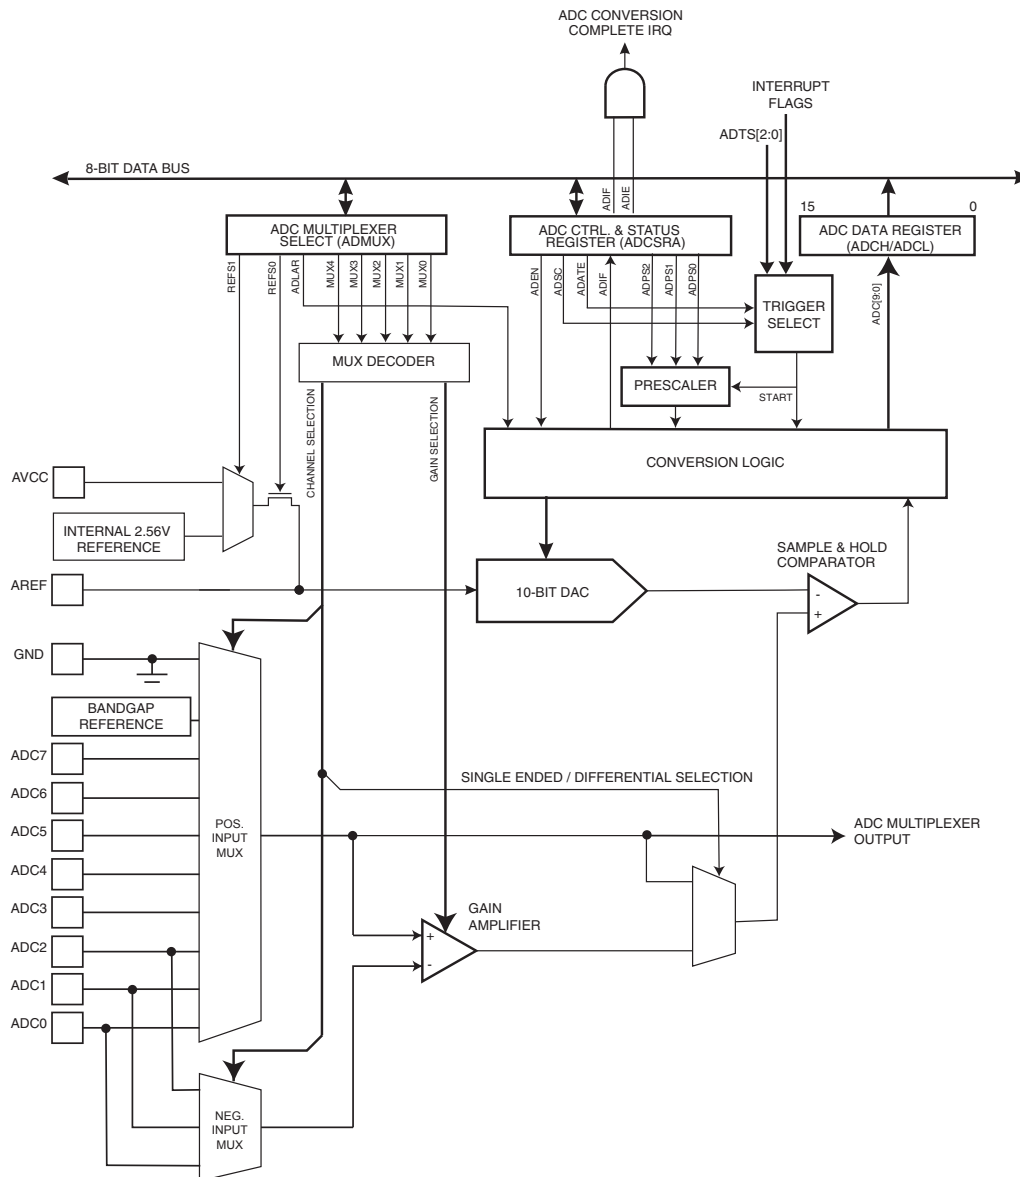 ADC CONVERSION
COMPLETE IRQ
INTERRUPT
FLAGS
ADTS[2:0]
8-BIT DATA BUS
ADIF
ADIE
15
0
ADC MULTIPLEXER
SELECT (ADMUX)
ADC CTRL. & STATUS
REGISTER (ADCSRA)
ADC DATA REGISTER
(ADCH/ADCL)
REFS1
REFS0
ADLAR
MUX4
MUX3
MUX2
MUX1
MUX0
ADEN
ADSC
ADATE
ADIF
ADPS2
ADPS1
ADPS0
ADC[9:0]
TRIGGER
SELECT
MUX DECODER
PRESCALER
START
CHANNEL SELECTION
GAIN SELECTION
CONVERSION LOGIC
AVCC
INTERNAL 2.56V
REFERENCE
SAMPLE & HOLD
COMPARATOR
AREF
10-BIT DAC
-
+
GND
BANDGAP
REFERENCE
ADC7
SINGLE ENDED / DIFFERENTIAL SELECTION
ADC6
ADC5
POS.
INPUT
MUX
ADC MULTIPLEXER
OUTPUT
ADC4
ADC3
GAIN
AMPLIFIER
+
-
ADC2
ADC1
ADC0
NEG.
INPUT
MUX